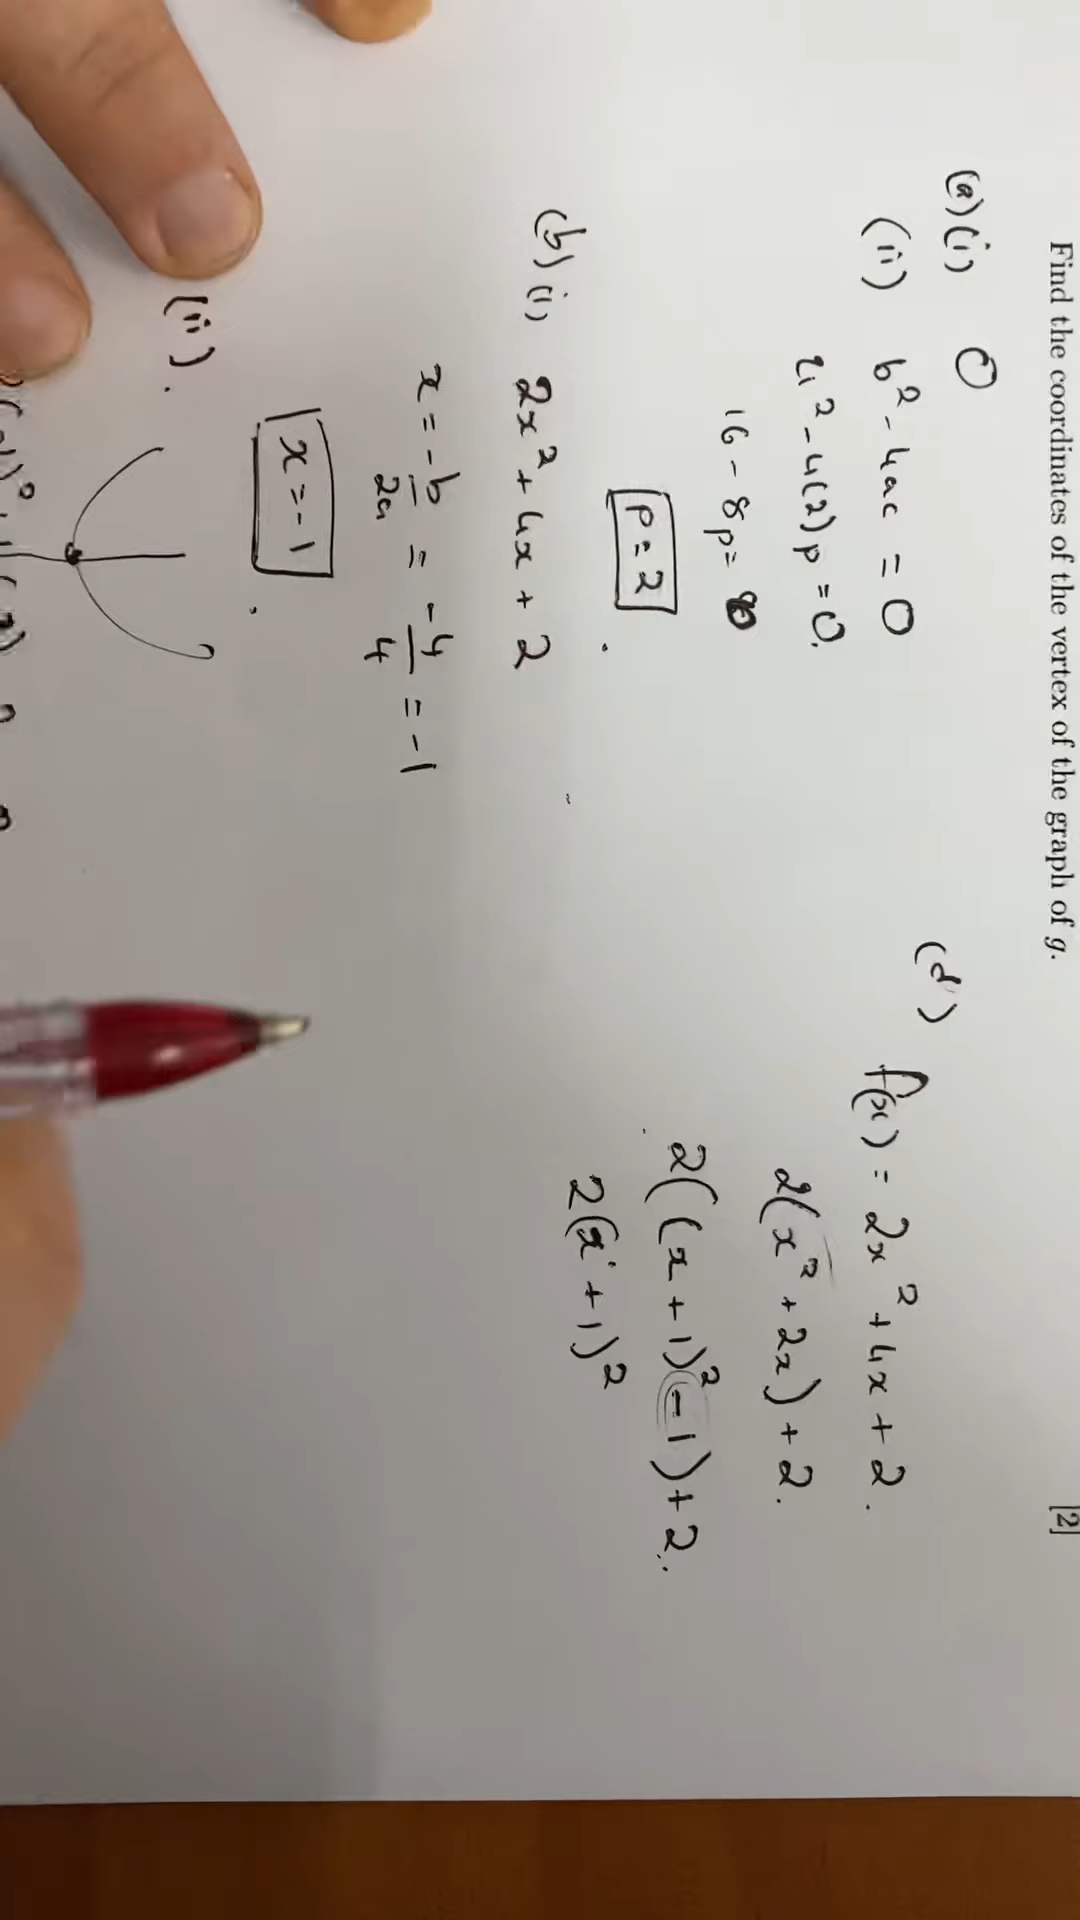 Find the coordinates of the vertex of the graph of g.
[2]
(a) (i) 0
(ii) b² - 4ac = 0
4² - 4(2)p = 0.
16 - 8p = 0
p = 2
(b) (i) 2x² + 4x + 2
x = -b/2a = -4/4 = -1
x = -1
(ii).
(d)
f(x) = 2x² + 4x + 2.
2(x² + 2x) + 2.
2((x + 1)² - 1) + 2.
2(x + 1)²